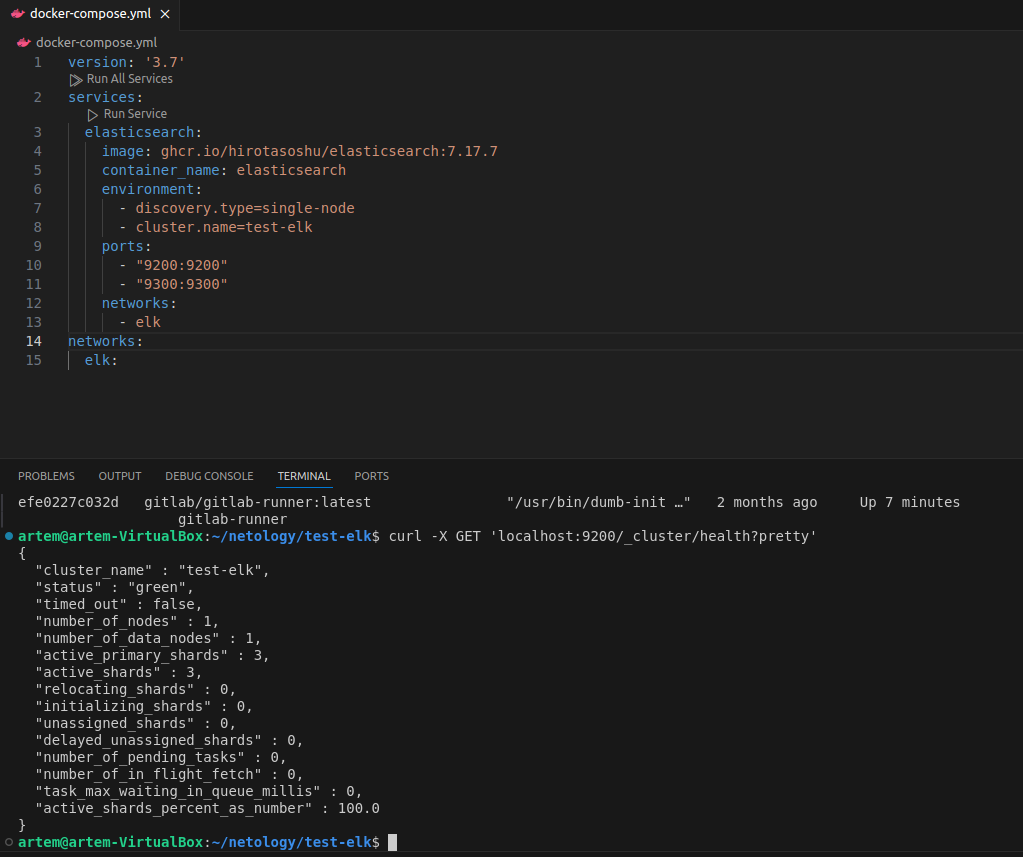 docker-compose.yml
docker-compose.yml
1 version: '3.7'
Run All Services
2 services:
Run Service
3 elasticsearch:
4 image: ghcr.io/hirotasoshu/elasticsearch:7.17.7
5 container_name: elasticsearch
6 environment:
7 - discovery.type=single-node
8 - cluster.name=test-elk
9 ports:
10 - "9200:9200"
11 - "9300:9300"
12 networks:
13 - elk
14 networks:
15 elk:
PROBLEMS OUTPUT DEBUG CONSOLE TERMINAL PORTS
efe0227c032d gitlab/gitlab-runner:latest "/usr/bin/dumb-init …" 2 months ago Up 7 minutes
gitlab-runner
artem@artem-VirtualBox:~/netology/test-elk$ curl -X GET 'localhost:9200/_cluster/health?pretty'
{
"cluster_name" : "test-elk",
"status" : "green",
"timed_out" : false,
"number_of_nodes" : 1,
"number_of_data_nodes" : 1,
"active_primary_shards" : 3,
"active_shards" : 3,
"relocating_shards" : 0,
"initializing_shards" : 0,
"unassigned_shards" : 0,
"delayed_unassigned_shards" : 0,
"number_of_pending_tasks" : 0,
"number_of_in_flight_fetch" : 0,
"task_max_waiting_in_queue_millis" : 0,
"active_shards_percent_as_number" : 100.0
}
artem@artem-VirtualBox:~/netology/test-elk$